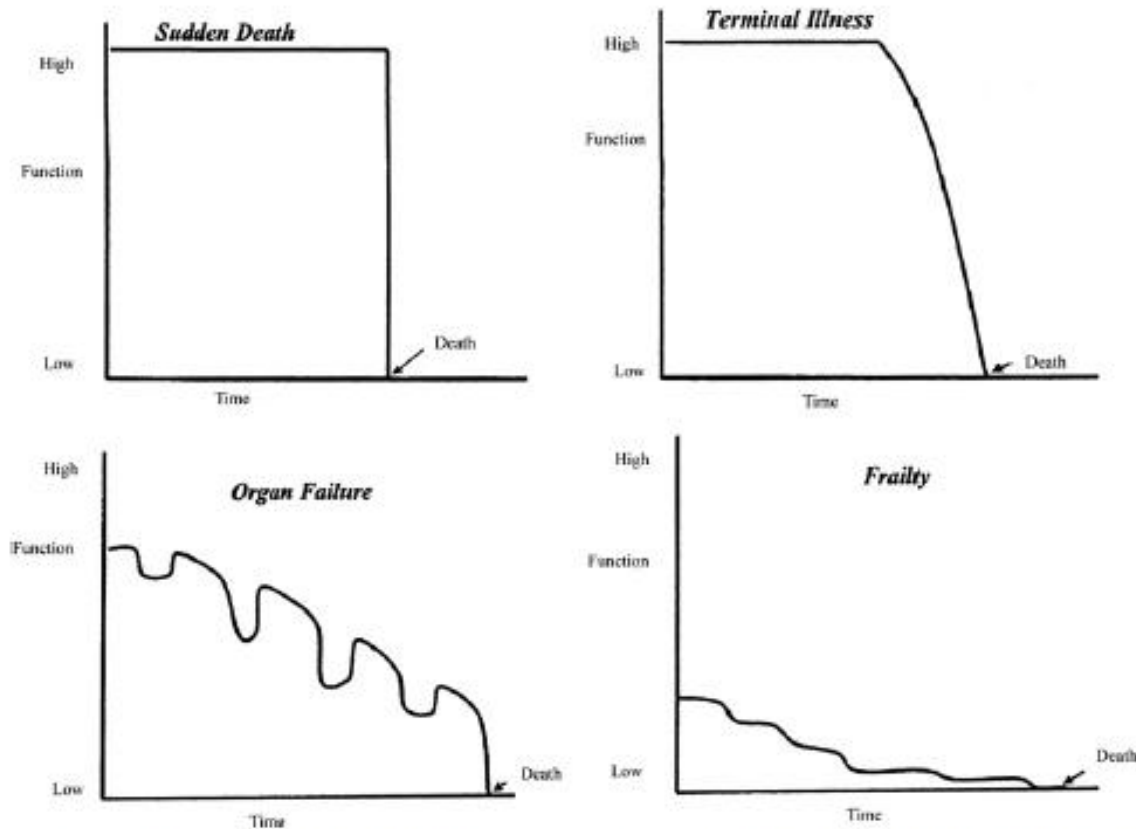 Sudden Death
High
Function
Low
Death
Time
Terminal Illness
High
Function
Low
Death
Time
Organ Failure
High
Function
Low
Death
Time
Frailty
High
Function
Low
Death
Time